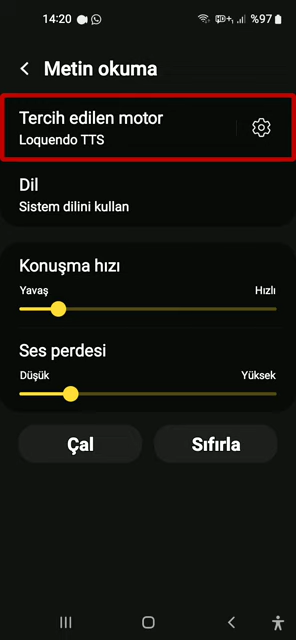 14:20 %97
Metin okuma
Tercih edilen motor
Loquendo TTS
Dil
Sistem dilini kullan
Konuşma hızı
Yavaş Hızlı
Ses perdesi
Düşük Yüksek
Çal Sıfırla